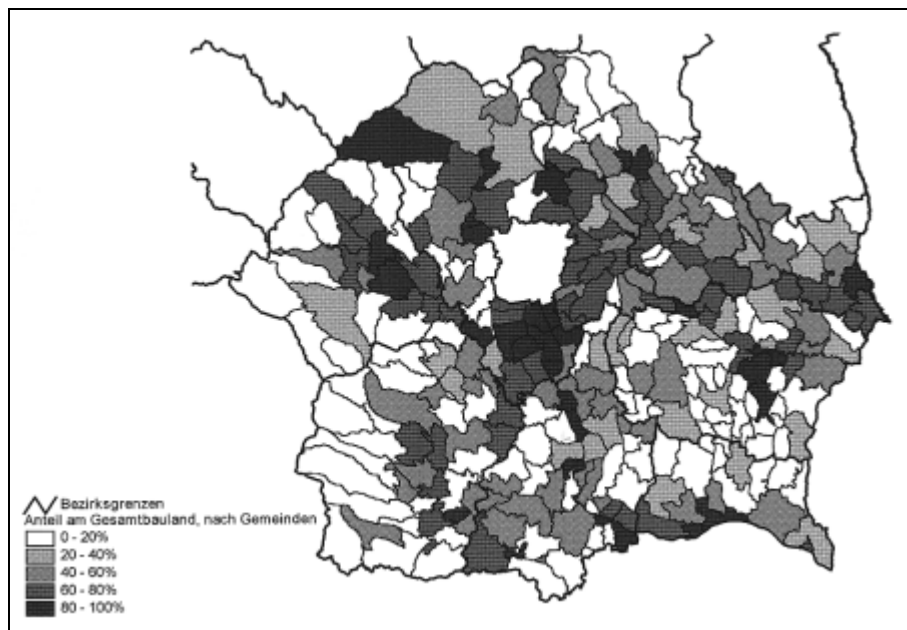 Bezirksgrenzen
Anteil am Gesamtbauland, nach Gemeinden
0 - 20%
20 - 40%
40 - 60%
60 - 80%
80 - 100%